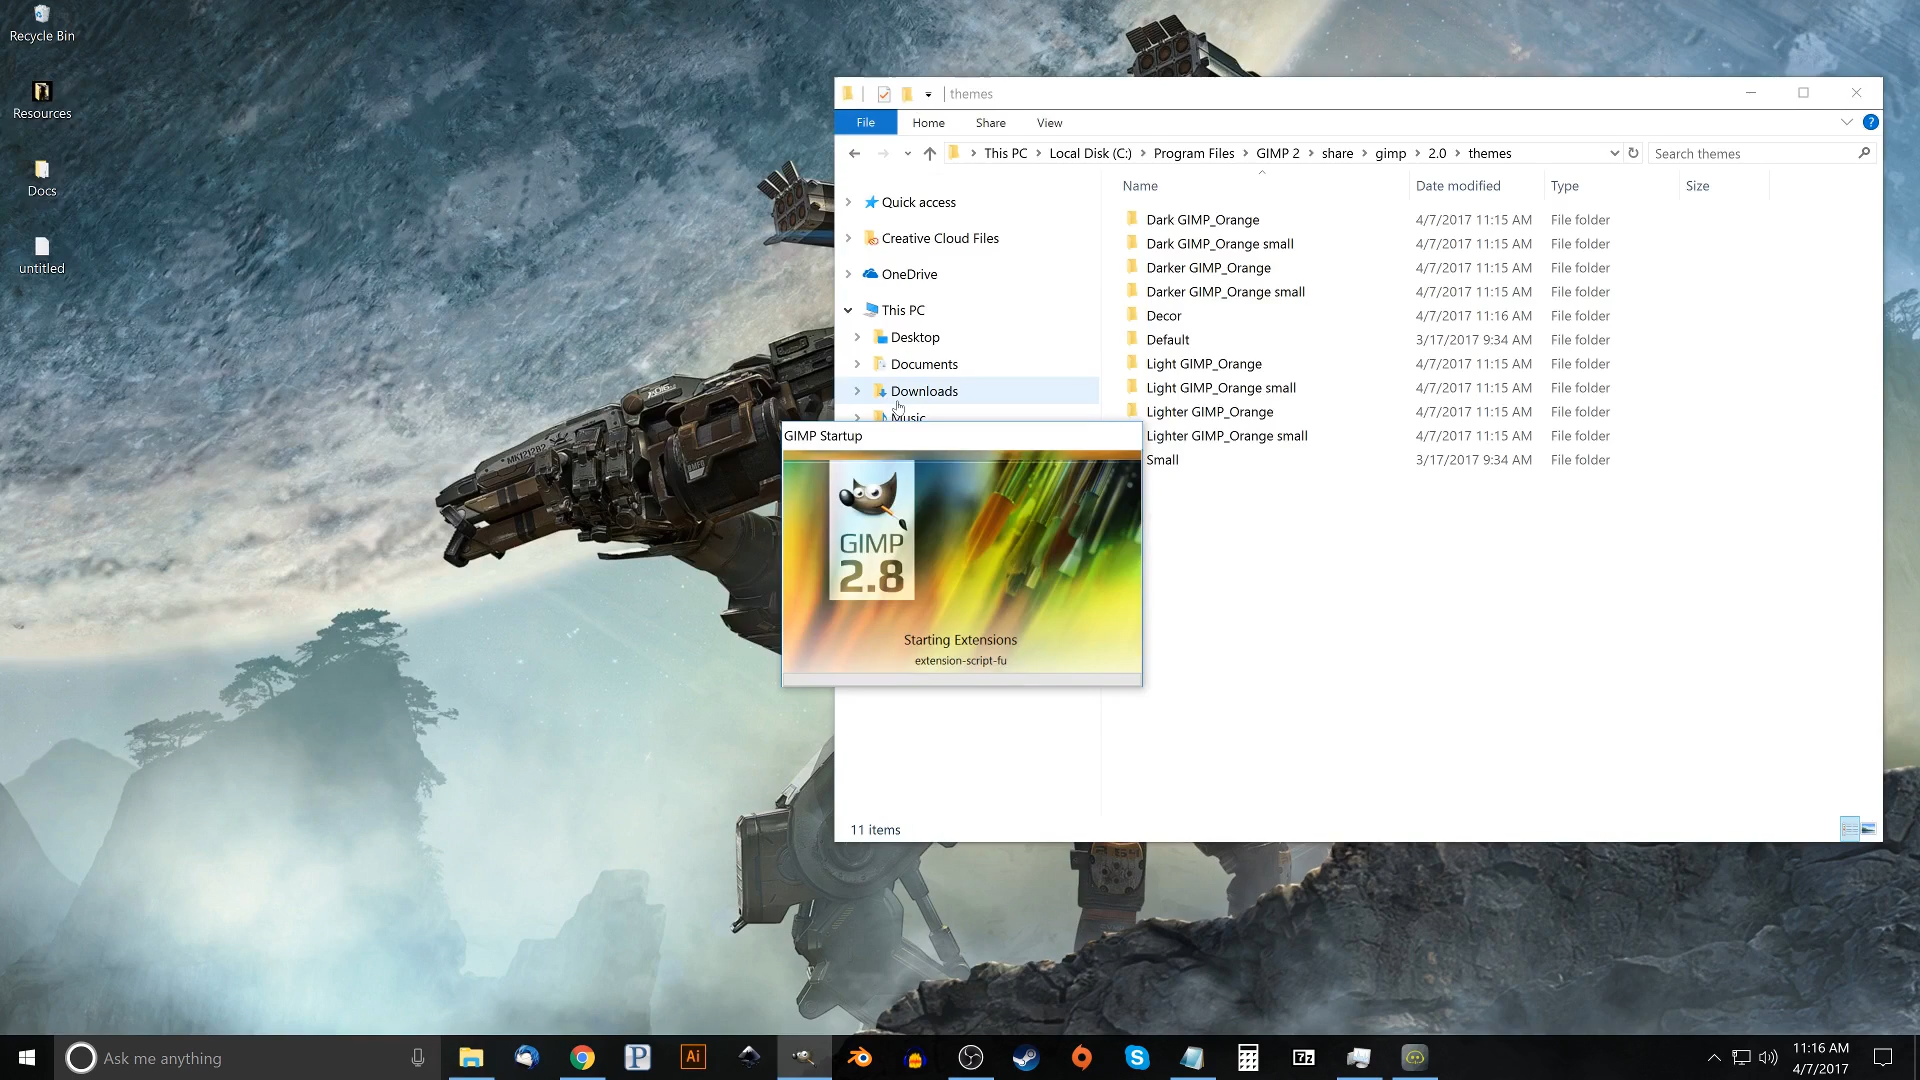 Recycle Bin
Resources
Docs
untitled
themes
File Home Share View
This PC Local Disk (C:) Program Files GIMP 2 share gimp 2.0 themes
Search themes
Quick access
Creative Cloud Files
OneDrive
This PC
Desktop
Documents
Downloads
Music
Name Date modified Type Size
Dark GIMP_Orange 4/7/2017 11:15 AM File folder
Dark GIMP_Orange small 4/7/2017 11:15 AM File folder
Darker GIMP_Orange 4/7/2017 11:15 AM File folder
Darker GIMP_Orange small 4/7/2017 11:15 AM File folder
Decor 4/7/2017 11:16 AM File folder
Default 3/17/2017 9:34 AM File folder
Light GIMP_Orange 4/7/2017 11:15 AM File folder
Light GIMP_Orange small 4/7/2017 11:15 AM File folder
Lighter GIMP_Orange 4/7/2017 11:15 AM File folder
Lighter GIMP_Orange small 4/7/2017 11:15 AM File folder
Small 3/17/2017 9:34 AM File folder
GIMP Startup
GIMP
2.8
Starting Extensions
extension-script-fu
11 items
Ask me anything
P
Ai
S
7z
11:16 AM
4/7/2017